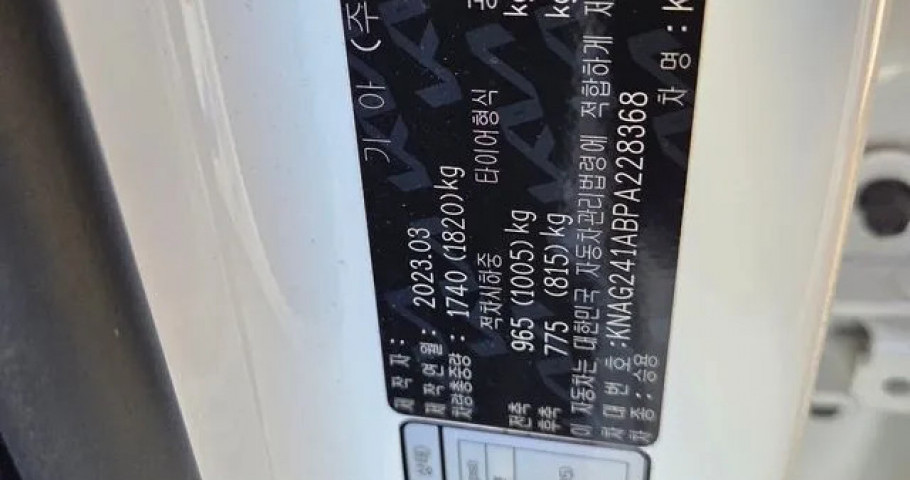 제 작 자 : 기아 (주
제 작 연 월 : 2023.03
차량총중량 : 1740 (1820)kg
적차시하중 타이어형식
전축 965 (1005) kg
후축 775 (815) kg
이 자동차는 대한민국 자동차관리법령에 적합하게 제
차 대 번 호 :KNAG241ABPA228368
차 종 : 승용 차 명 : K